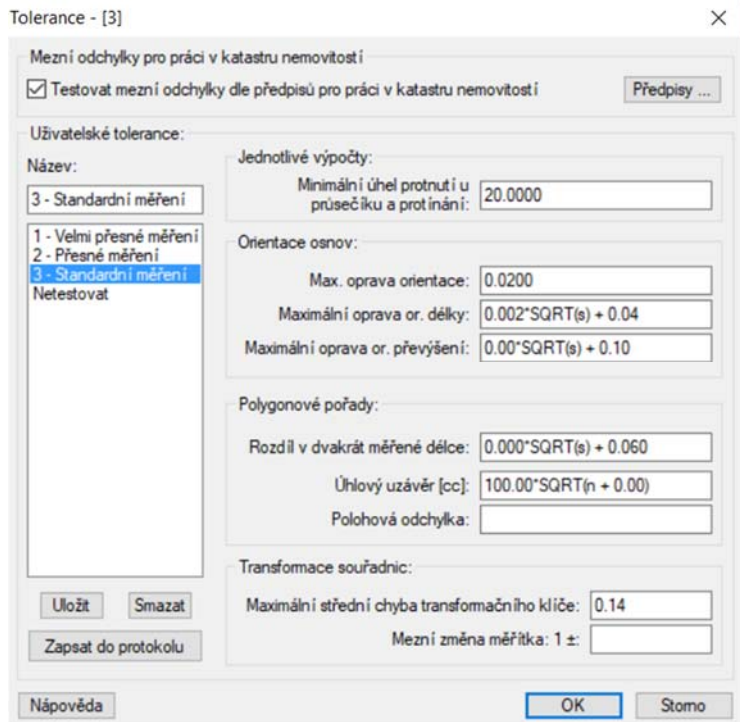 Tolerance - [3]
Mezní odchylky pro práci v katastru nemovitostí
Testovat mezní odchylky dle předpisů pro práci v katastru nemovitostí
Předpisy ...
Uživatelské tolerance:
Název:
3 - Standardní měření
1 - Velmi přesné měření
2 - Přesné měření
3 - Standardní měření
Netestovat
Uložit
Smazat
Zapsat do protokolu
Jednotlivé výpočty:
Minimální úhel protnutí u
průsečíku a protínání:
20.0000
Orientace osnov:
Max. oprava orientace: 0.0200
Maximální oprava or. délky: 0.002*SQRT(s) + 0.04
Maximální oprava or. převýšení: 0.00*SQRT(s) + 0.10
Polygonové pořady:
Rozdíl v dvakrát měřené délce: 0.000*SQRT(s) + 0.060
Úhlový uzávěr [cc]: 100.00*SQRT(n + 0.00)
Polohová odchylka:
Transformace souřadnic:
Maximální střední chyba transformačního klíče: 0.14
Mezní změna měřítka: 1 ±:
Nápověda
OK
Storno